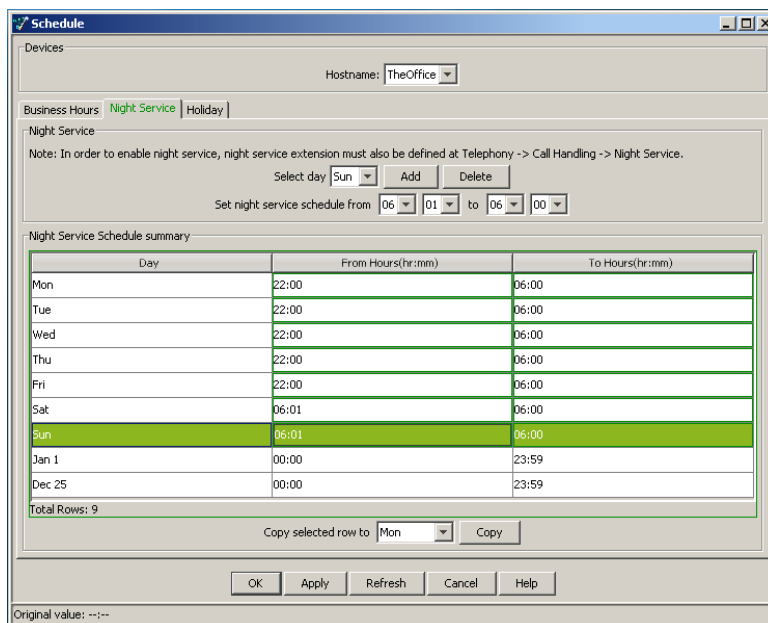 Schedule
Devices
Hostname: TheOffice
Business Hours Night Service Holiday
Night Service
Note: In order to enable night service, night service extension must also be defined at Telephony -> Call Handling -> Night Service.
Select day Sun Add Delete
Set night service schedule from 06 01 to 06 00
Night Service Schedule summary
Day From Hours(hr:mm) To Hours(hr:mm)
Mon 22:00 06:00
Tue 22:00 06:00
Wed 22:00 06:00
Thu 22:00 06:00
Fri 22:00 06:00
Sat 06:01 06:00
Sun 06:01 06:00
Jan 1 00:00 23:59
Dec 25 00:00 23:59
Total Rows: 9
Copy selected row to Mon Copy
OK Apply Refresh Cancel Help
Original value: --:--